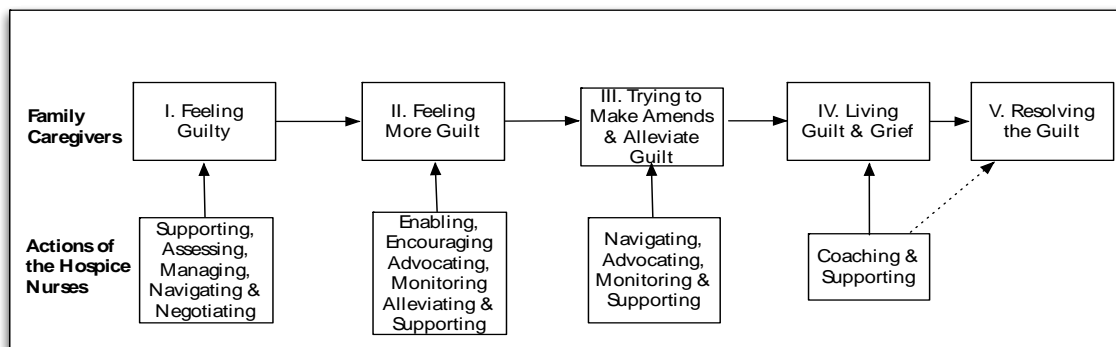 Family
Caregivers
I. Feeling
Guilty
II. Feeling
More Guilt
III. Trying to
Make Amends
& Alleviate
Guilt
IV. Living
Guilt & Grief
V. Resolving
the Guilt
Actions of
the Hospice
Nurses
Supporting,
Assessing,
Managing,
Navigating &
Negotiating
Enabling,
Encouraging
Advocating,
Monitoring
Alleviating &
Supporting
Navigating,
Advocating,
Monitoring &
Supporting
Coaching &
Supporting